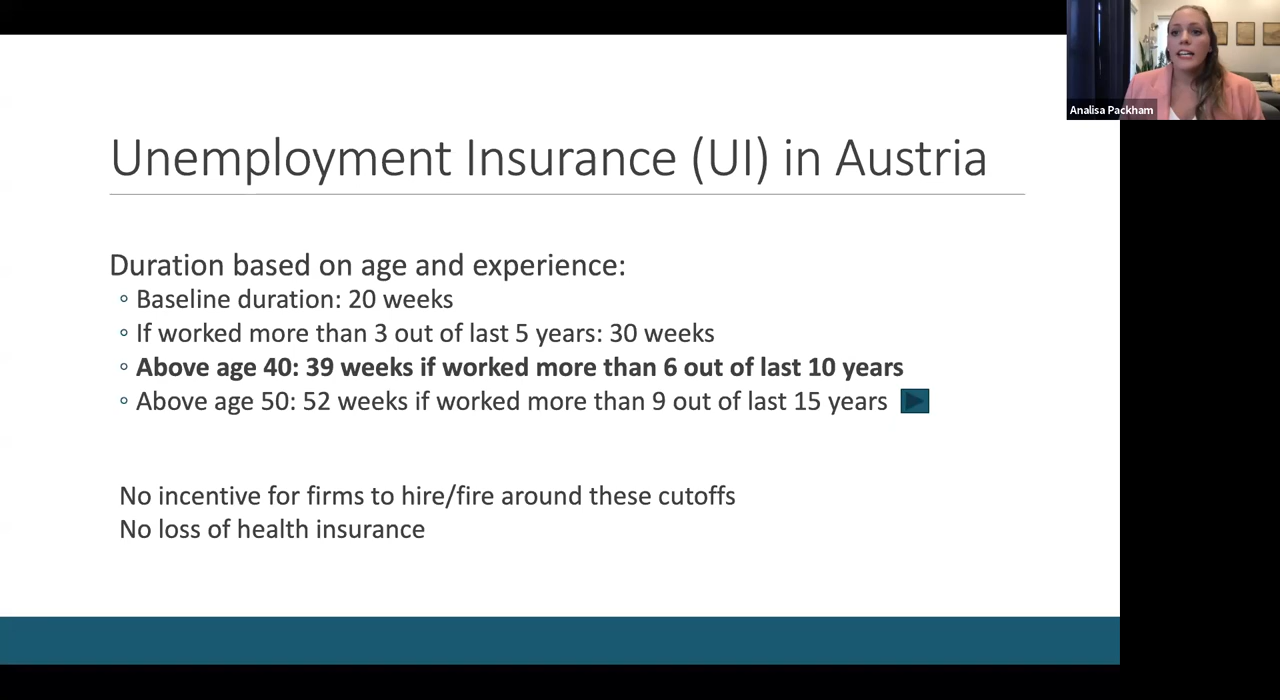 Analisa Packham
Unemployment Insurance (UI) in Austria
Duration based on age and experience:
◦ Baseline duration: 20 weeks
◦ If worked more than 3 out of last 5 years: 30 weeks
◦ Above age 40: 39 weeks if worked more than 6 out of last 10 years
◦ Above age 50: 52 weeks if worked more than 9 out of last 15 years
No incentive for firms to hire/fire around these cutoffs
No loss of health insurance